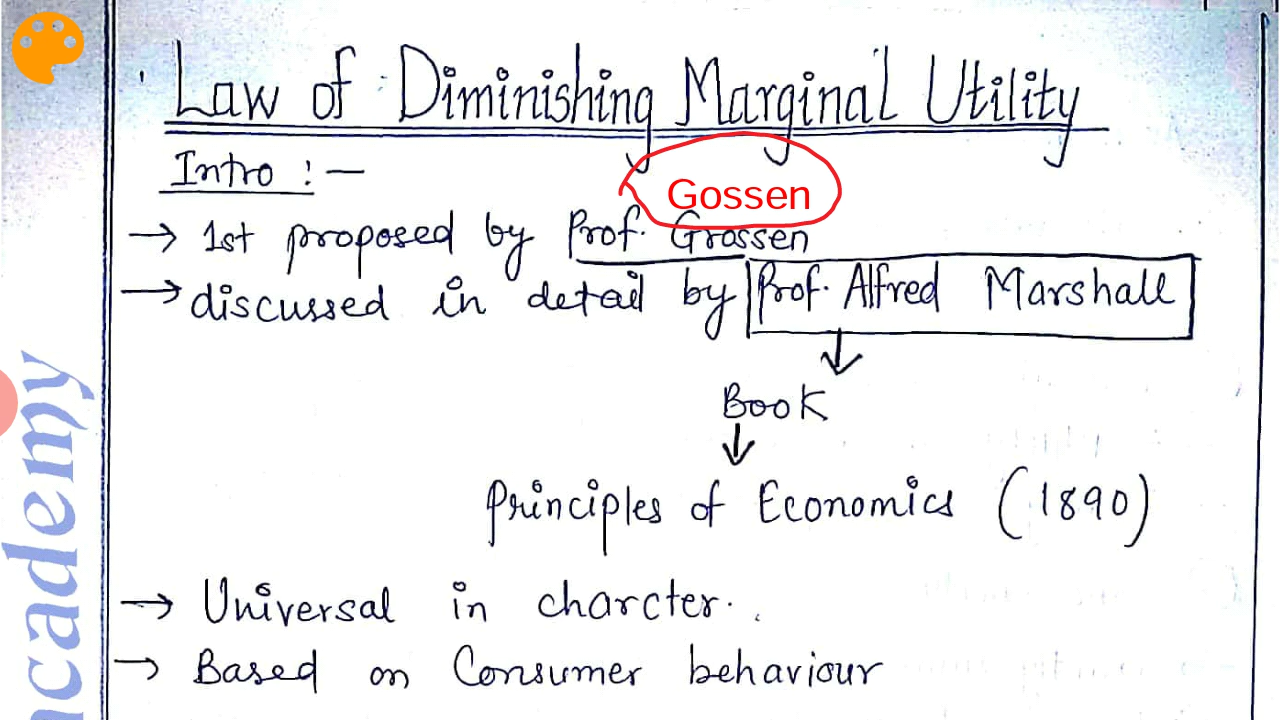 Law of Diminishing Marginal Utility
Intro :—
Gossen
→ 1st proposed by Prof. Grossen
→ discussed in detail by Prof. Alfred Marshall
↓
Book
↓
Principles of Economics (1890)
→ Universal in charcter.
→ Based on Consumer behaviour
ncademy